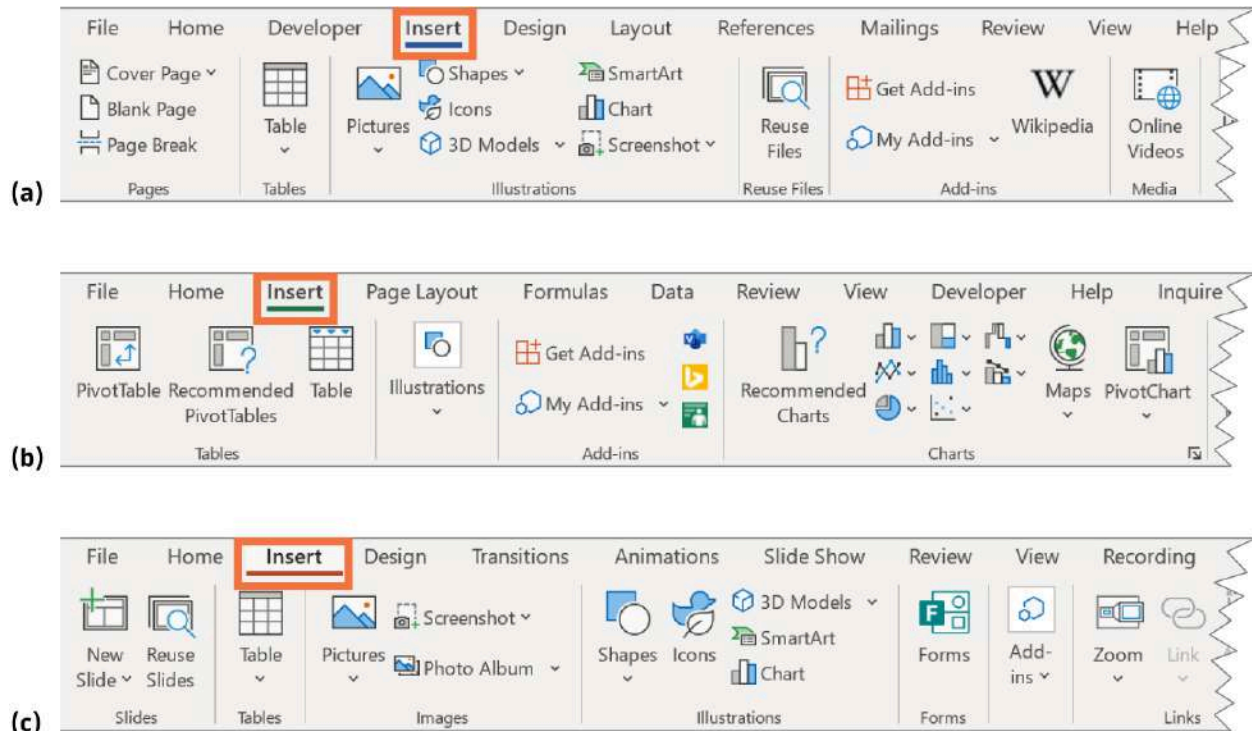 File Home Developer Insert Design Layout References Mailings Review View Help
Cover Page Shapes SmartArt
Blank Page Icons Chart Get Add-ins W
Table Pictures Reuse Wikipedia Online
Page Break 3D Models Screenshot Files My Add-ins Videos
(a) Pages Tables Illustrations Reuse Files Add-ins Media
File Home Insert Page Layout Formulas Data Review View Developer Help Inquire
Get Add-ins
PivotTable Recommended Table Illustrations My Add-ins Recommended Maps PivotChart
PivotTables Charts
(b) Tables Add-ins Charts
File Home Insert Design Transitions Animations Slide Show Review View Recording
Screenshot 3D Models
SmartArt
New Reuse Table Pictures Photo Album Shapes Icons Forms Add- Zoom Link
Slide Slides Chart ins
(c) Slides Tables Images Illustrations Forms Links